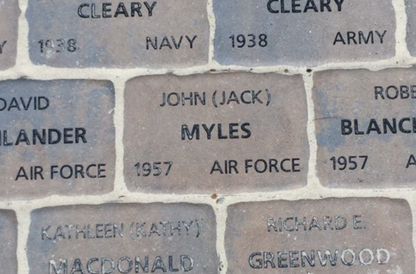 CLEARY
1938 NAVY
CLEARY
1938 ARMY
DAVID
LANDER
AIR FORCE
JOHN (JACK)
MYLES
1957 AIR FORCE
ROBE
BLANC
1957 A
KATHLEEN (KATHY)
MACDONALD
RICHARD E.
GREENWOOD